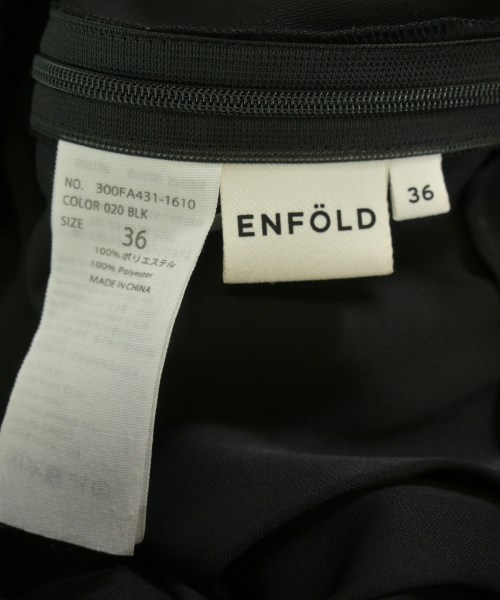 NO. 300FA431-1610
COLOR 020 BLK
SIZE 36
100%ポリエステル
100% Polyester
MADE IN CHINA
ENFÖLD
36